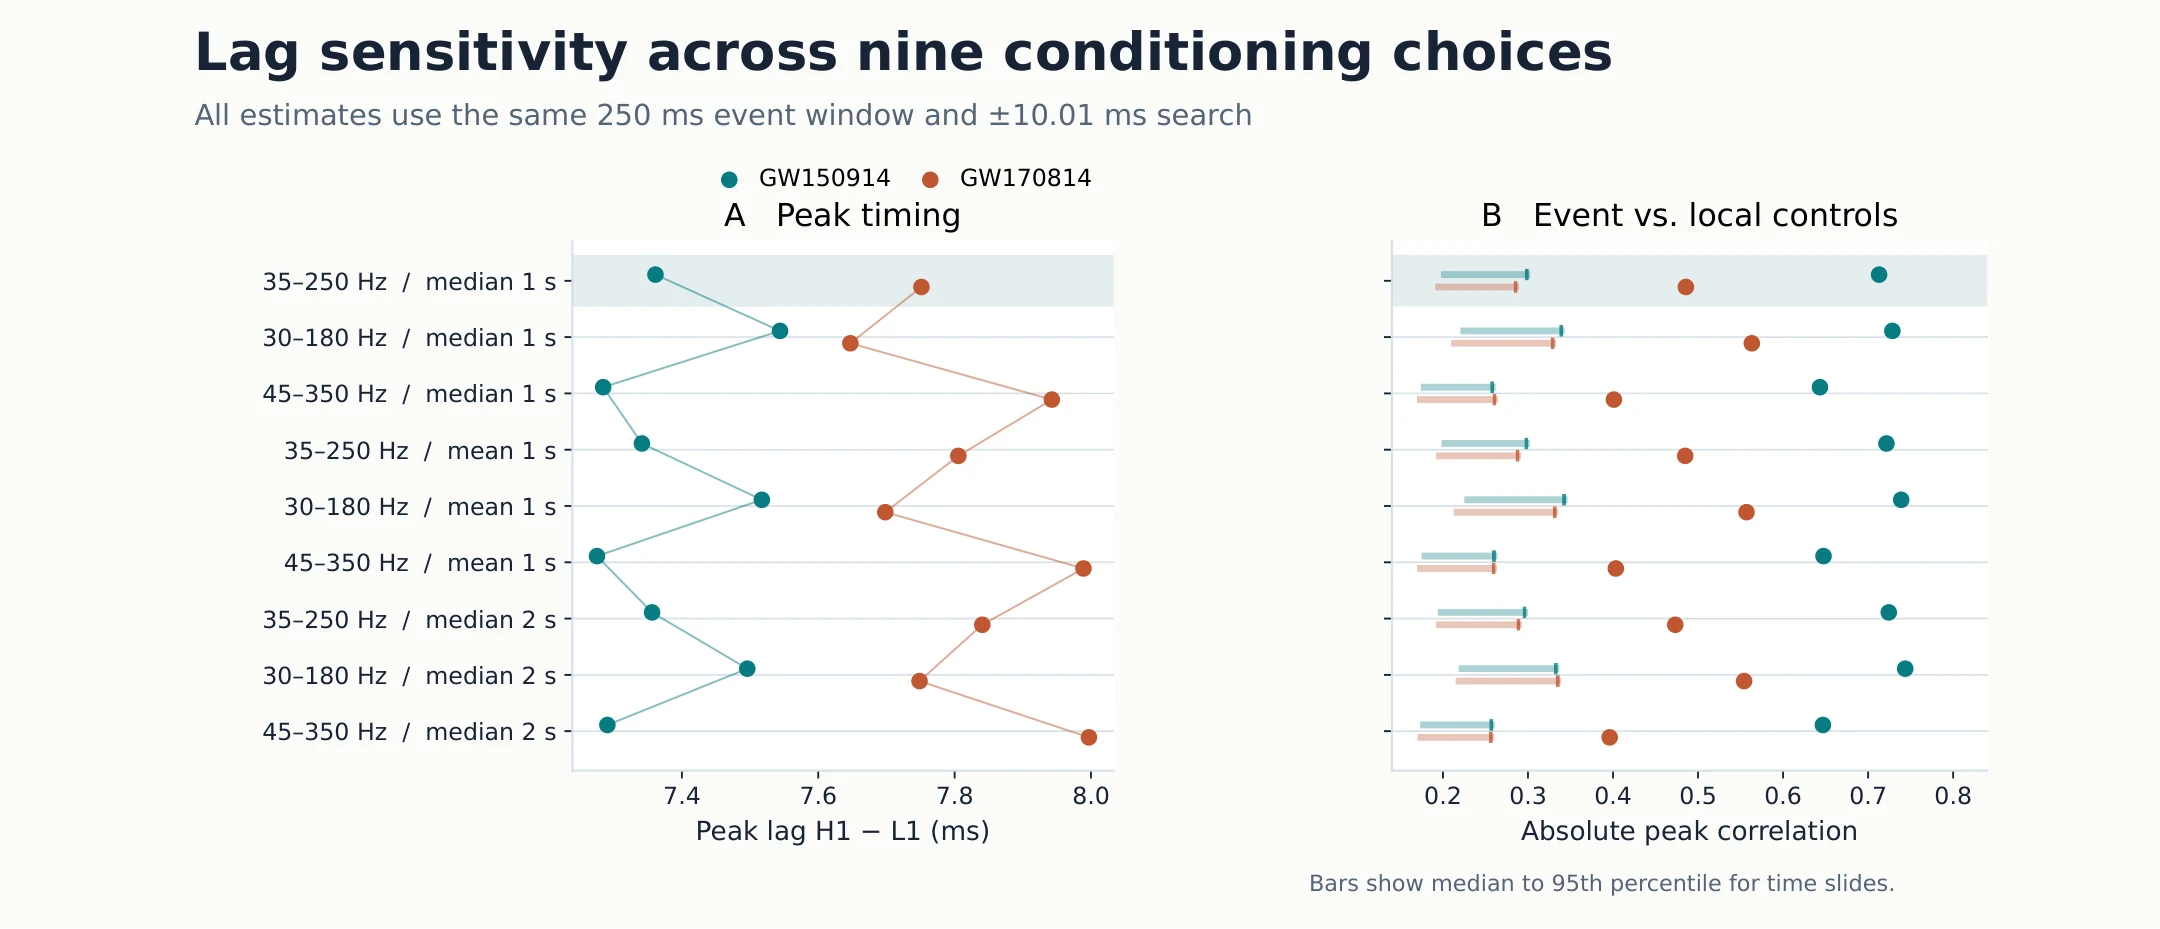 Lag sensitivity across nine conditioning choices
All estimates use the same 250 ms event window and ±10.01 ms search
GW150914 GW170814
A Peak timing
35–250 Hz / median 1 s
30–180 Hz / median 1 s
45–350 Hz / median 1 s
35–250 Hz / mean 1 s
30–180 Hz / mean 1 s
45–350 Hz / mean 1 s
35–250 Hz / median 2 s
30–180 Hz / median 2 s
45–350 Hz / median 2 s
7.4 7.6 7.8 8.0
Peak lag H1 − L1 (ms)
B Event vs. local controls
0.2 0.3 0.4 0.5 0.6 0.7 0.8
Absolute peak correlation
Bars show median to 95th percentile for time slides.